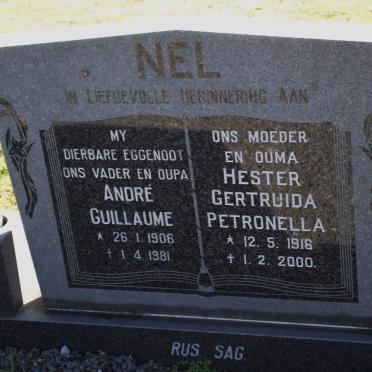 NEL
IN LIEFDEVOLLE HERINNERING AAN
MY
DIERBARE EGGENOOT
ONS VADER EN OUPA
ANDRÉ
GUILLAUME
* 26.1.1906
† 1.4.1981
ONS MOEDER
EN OUMA
HESTER
GERTRUIDA
PETRONELLA
* 12.5.1916
† 1.2.2000.
RUS SAG